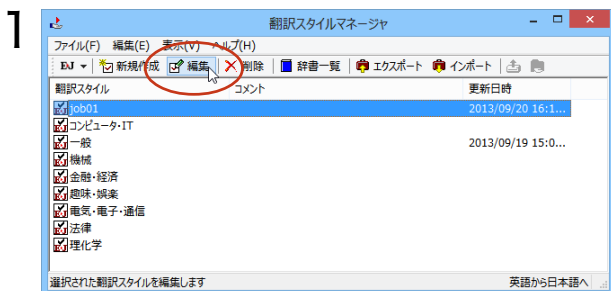 1
翻訳スタイルマネージャ
ファイル(F) 編集(E) 表示(V) ヘルプ(H)
EJ 新規作成 編集 削除 辞書一覧 エクスポート インポート
翻訳スタイル コメント 更新日時
job01 2013/09/20 16:1...
コンピュータ・IT
一般 2013/09/19 15:0...
機械
金融・経済
趣味・娯楽
電気・電子・通信
法律
理化学
選択された翻訳スタイルを編集します 英語から日本語へ